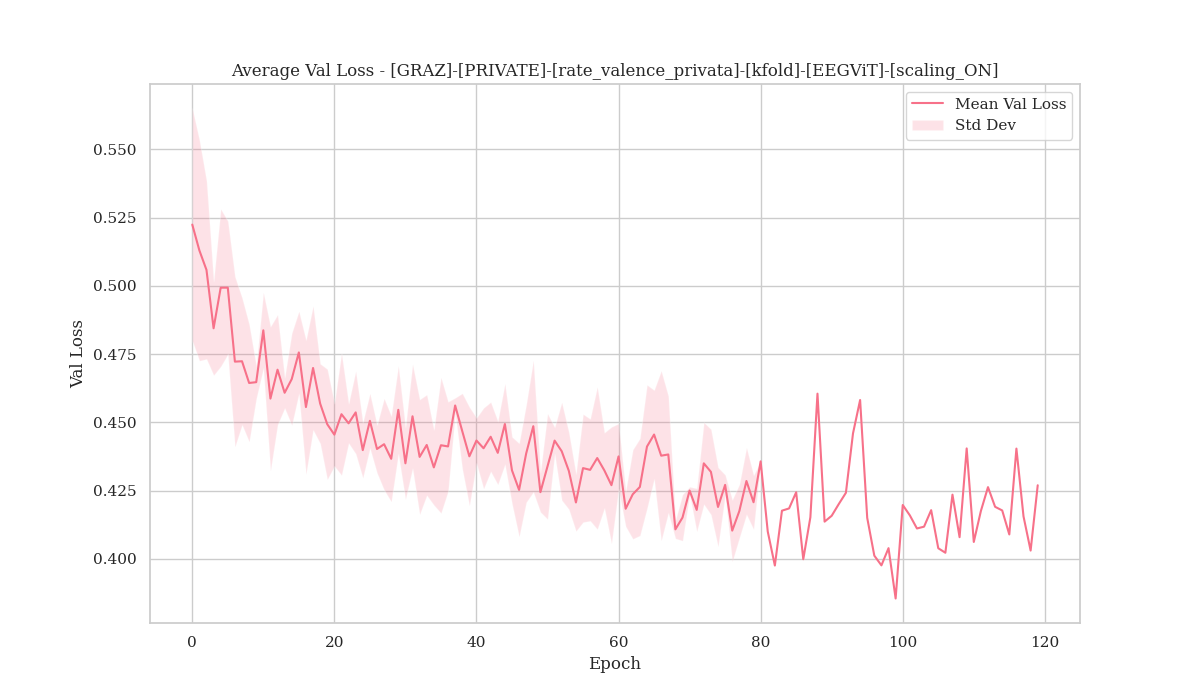 Average Val Loss - [GRAZ]-[PRIVATE]-[rate_valence_privata]-[kfold]-[EEGViT]-[scaling_ON]
Mean Val Loss
Std Dev
0.550
0.525
0.500
0.475
0.450
0.425
0.400
Val Loss
0
20
40
60
80
100
120
Epoch